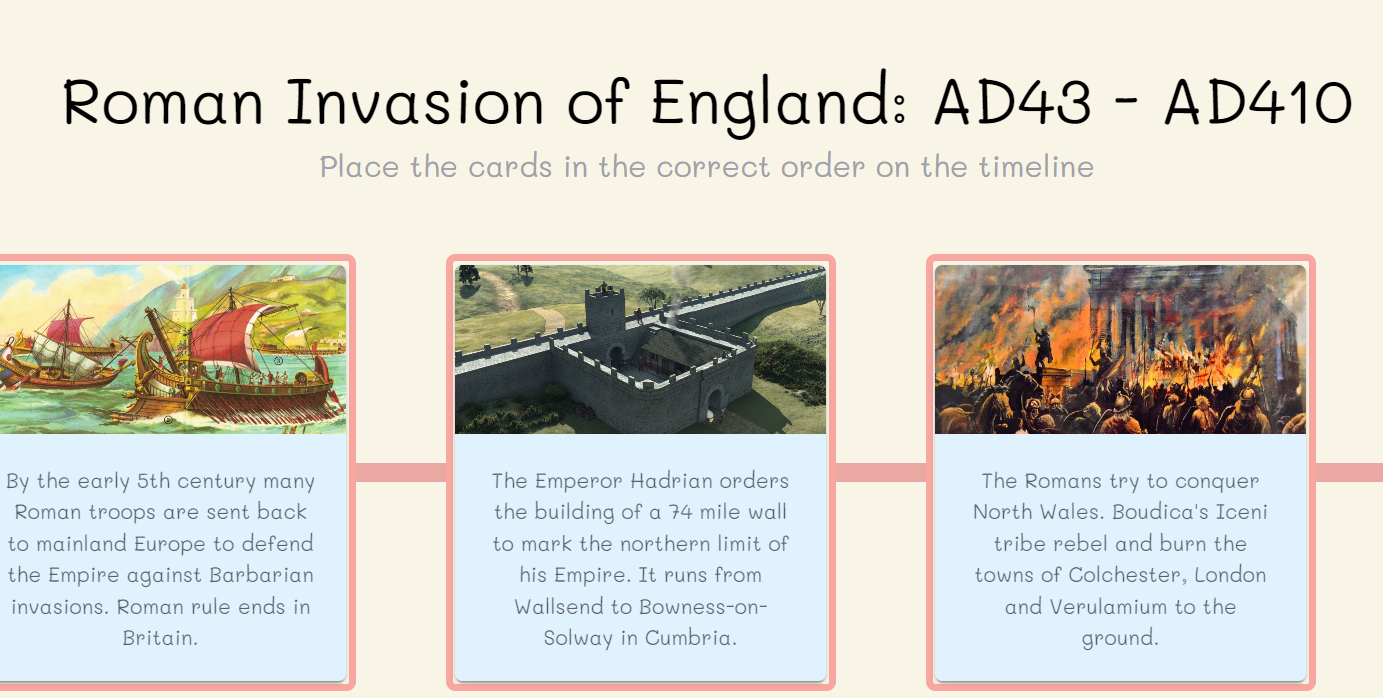 Roman Invasion of England: AD43 - AD410
Place the cards in the correct order on the timeline
By the early 5th century many
Roman troops are sent back
to mainland Europe to defend
the Empire against Barbarian
invasions. Roman rule ends in
Britain.
The Emperor Hadrian orders
the building of a 74 mile wall
to mark the northern limit of
his Empire. It runs from
Wallsend to Bowness-on-
Solway in Cumbria.
The Romans try to conquer
North Wales. Boudica's Iceni
tribe rebel and burn the
towns of Colchester, London
and Verulamium to the
ground.